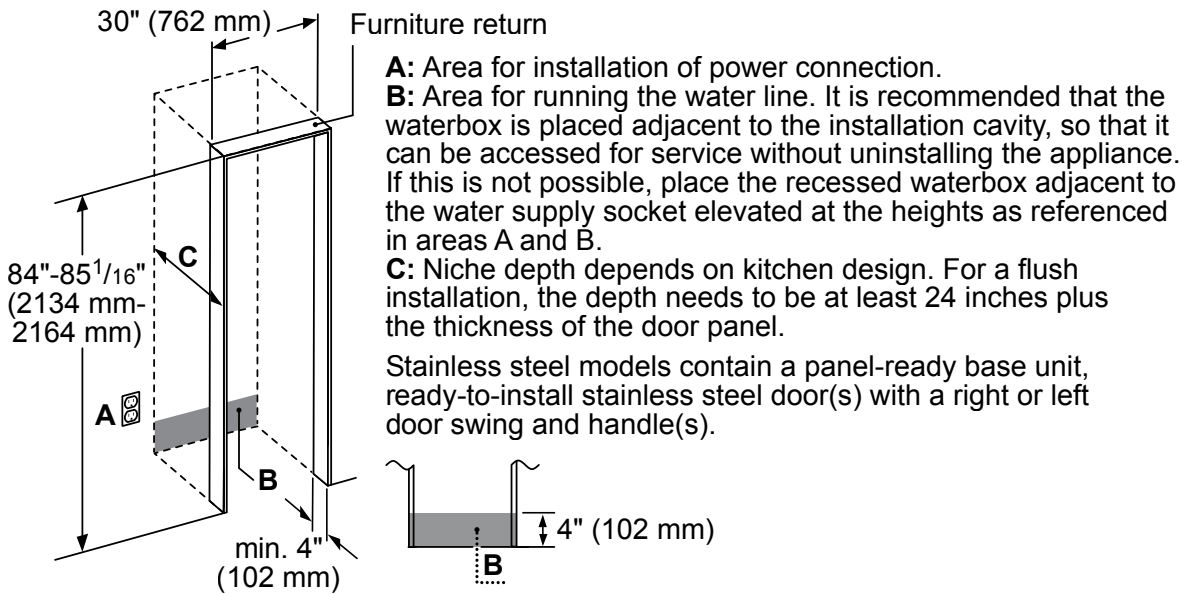 30" (762 mm)
Furniture return
A: Area for installation of power connection.
B: Area for running the water line. It is recommended that the
waterbox is placed adjacent to the installation cavity, so that it
can be accessed for service without uninstalling the appliance.
If this is not possible, place the recessed waterbox adjacent to
the water supply socket elevated at the heights as referenced
in areas A and B.
C: Niche depth depends on kitchen design. For a flush
installation, the depth needs to be at least 24 inches plus
the thickness of the door panel.
Stainless steel models contain a panel-ready base unit,
ready-to-install stainless steel door(s) with a right or left
door swing and handle(s).
C
84"-85 1/16"
(2134 mm-
2164 mm)
A
B
min. 4"
(102 mm)
4" (102 mm)
B